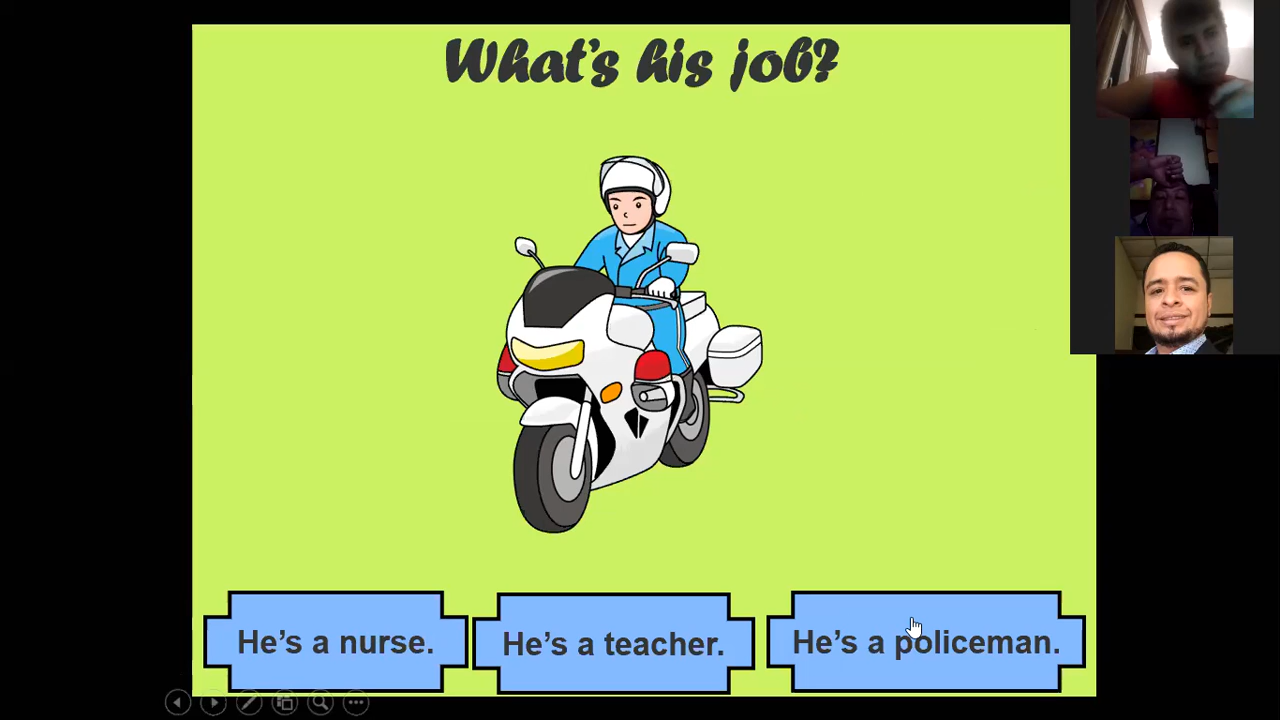 What's his job?
He's a nurse.
He's a teacher.
He's a policeman.